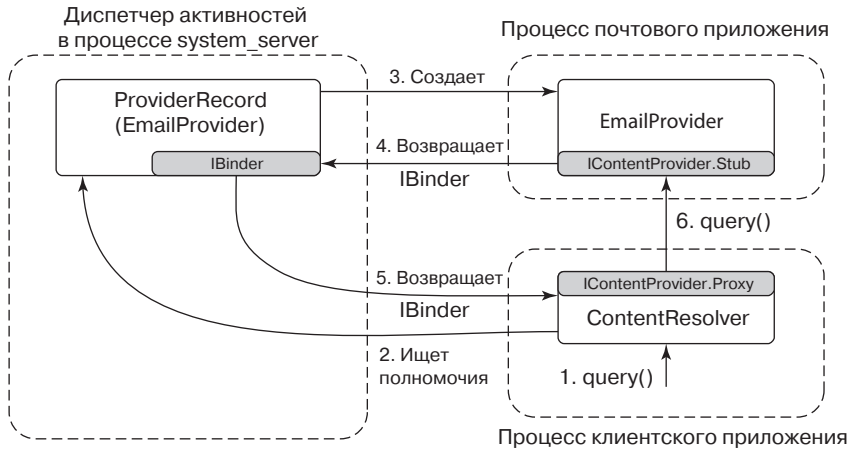 Диспетчер активностей
в процессе system_server
Процесс почтового приложения
3. Создает
ProviderRecord
(EmailProvider)
EmailProvider
4. Возвращает
IBinder
IBinder
IContentProvider.Stub
6. query()
5. Возвращает
IBinder
IContentProvider.Proxy
ContentResolver
2. Ищет
полномочия
1. query()
Процесс клиентского приложения